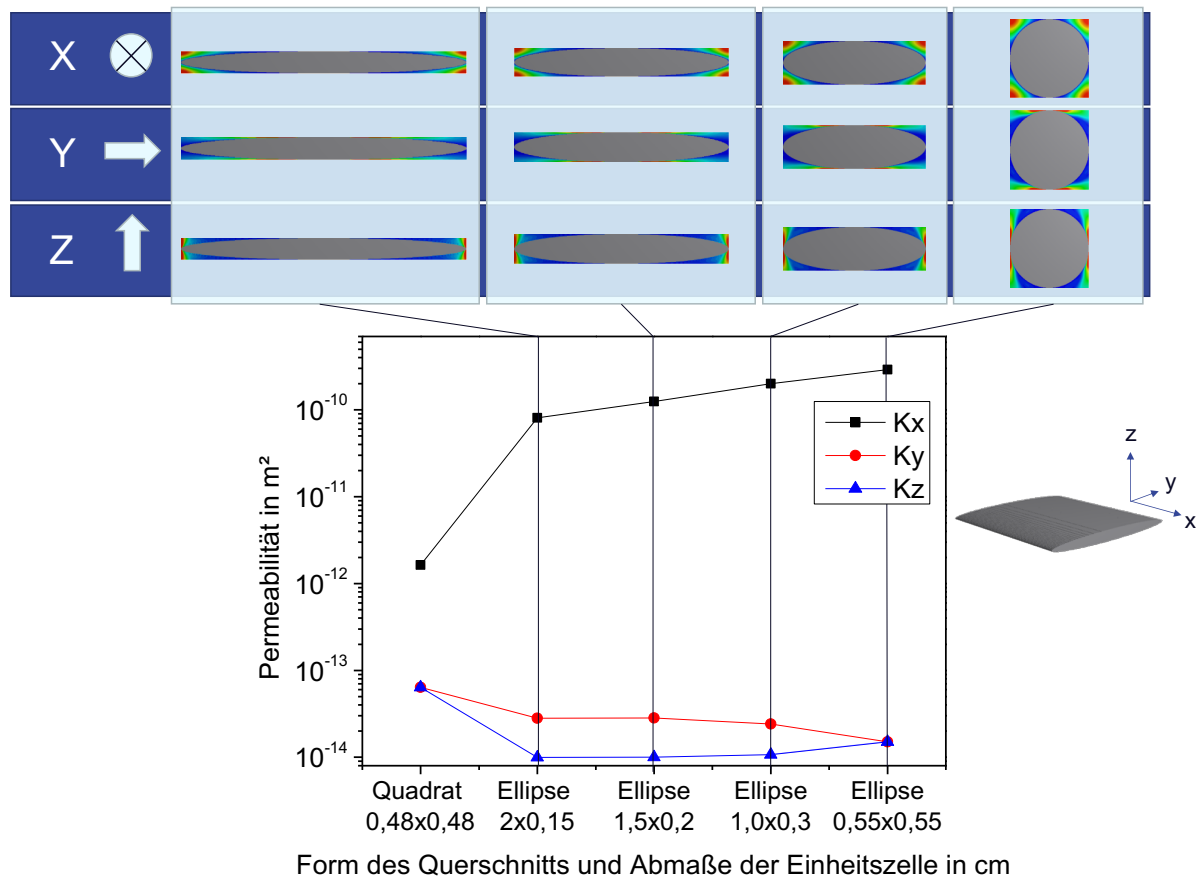 X
Y
Z
Permeabilität in m²
10⁻¹⁰
10⁻¹¹
10⁻¹²
10⁻¹³
10⁻¹⁴
Kx
Ky
Kz
z
y
x
Quadrat Ellipse Ellipse Ellipse Ellipse
0,48x0,48 2x0,15 1,5x0,2 1,0x0,3 0,55x0,55
Form des Querschnitts und Abmaße der Einheitszelle in cm